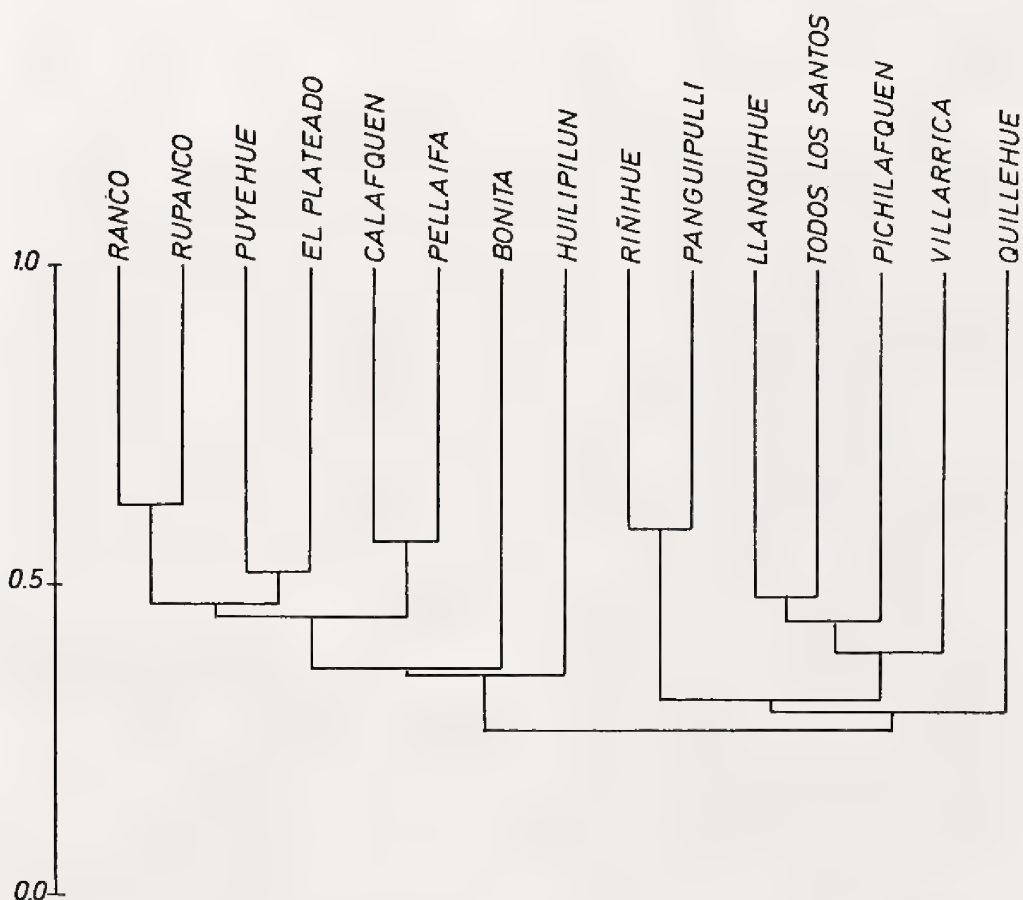 RANCO
RUPANCO
PUYEHUE
EL PLATEADO
CALAFQUEN
PELLAIFA
BONITA
HUILIPILUN
RIÑIHUE
PANGUIPULLI
LLANQUIHUE
TODOS LOS SANTOS
PICHILAFQUEN
VILLARRICA
QUILLEHUE
1.0
0.5
0.0